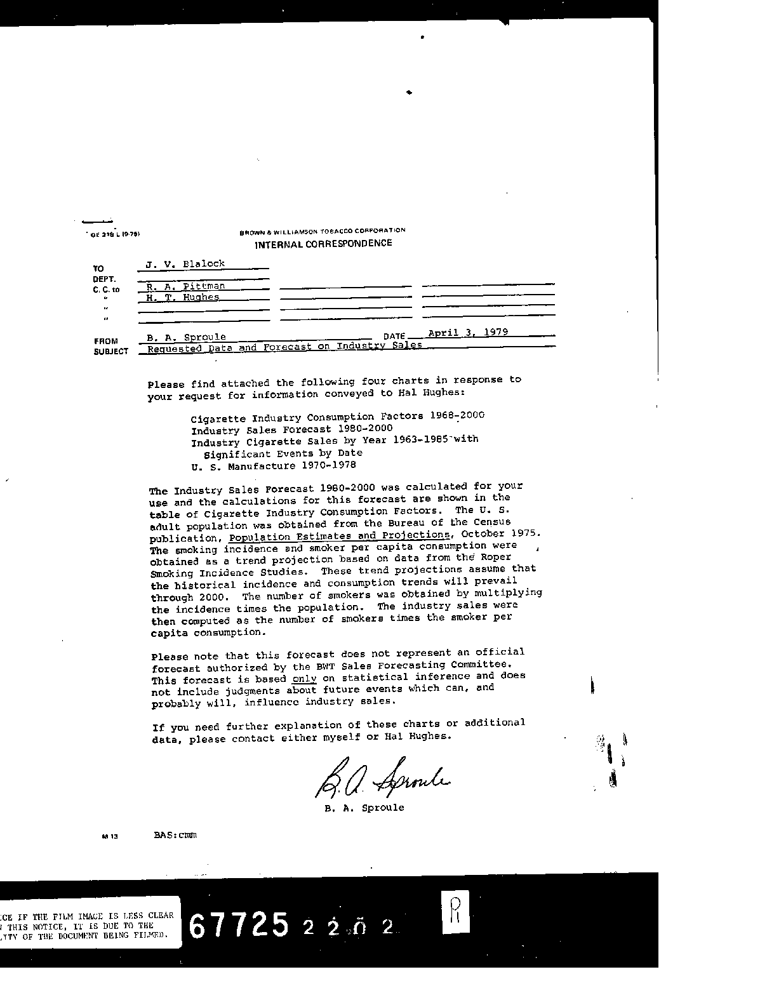 BROWN & WILLIAMSON TOBACCO CORPORATION
INTERNAL CORRESPONDENCE
TO J. V. Blalock
DEPT.
C. C. to R. A. Pittman
" H. T. Hughes
"
"
FROM B. A. Sproule DATE April 3, 1979
SUBJECT Requested Data and Forecast on Industry Sales
Please find attached the following four charts in response to
your request for information conveyed to Hal Hughes:
Cigarette Industry Consumption Factors 1968-2000
Industry Sales Forecast 1980-2000
Industry Cigarette Sales by Year 1963-1985 with
Significant Events by Date
U. S. Manufacture 1970-1978
The Industry Sales Forecast 1980-2000 was calculated for your
use and the calculations for this forecast are shown in the
table of Cigarette Industry Consumption Factors. The U. S.
adult population was obtained from the Bureau of the Census
publication, Population Estimates and Projections, October 1975.
The smoking incidence and smoker per capita consumption were
obtained as a trend projection based on data from the Roper
Smoking Incidence Studies. These trend projections assume that
the historical incidence and consumption trends will prevail
through 2000. The number of smokers was obtained by multiplying
the incidence times the population. The industry sales were
then computed as the number of smokers times the smoker per
capita consumption.
Please note that this forecast does not represent an official
forecast authorized by the BWT Sales Forecasting Committee.
This forecast is based only on statistical inference and does
not include judgments about future events which can, and
probably will, influence industry sales.
If you need further explanation of these charts or additional
data, please contact either myself or Hal Hughes.
B.A. Sproule
B. A. Sproule
M 13 BAS:cmm
CE IF THE FILM IMAGE IS LESS CLEAR
THIS NOTICE, IT IS DUE TO THE
ITY OF THE DOCUMENT BEING FILMED.
67725 2202